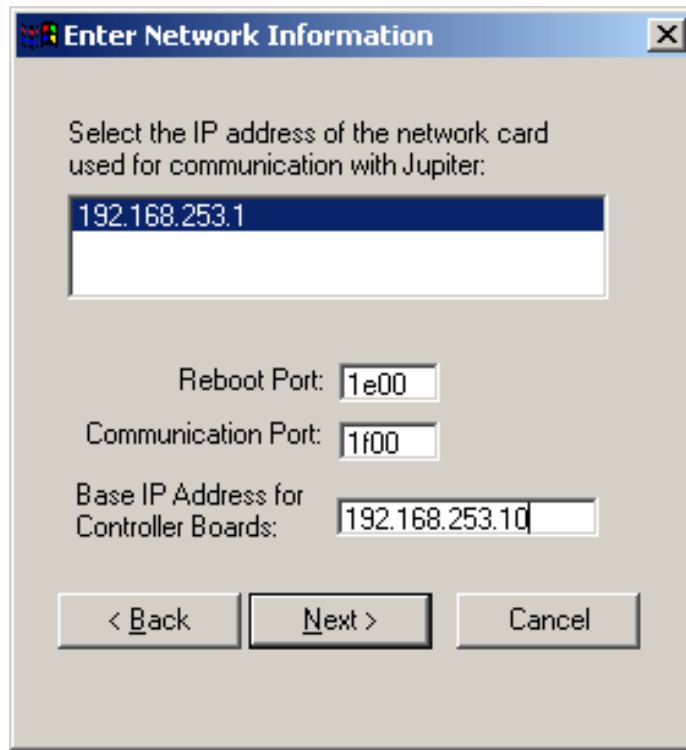 Enter Network Information
Select the IP address of the network card
used for communication with Jupiter:
192.168.253.1
Reboot Port: 1e00
Communication Port: 1f00
Base IP Address for
Controller Boards: 192.168.253.10
< Back Next > Cancel